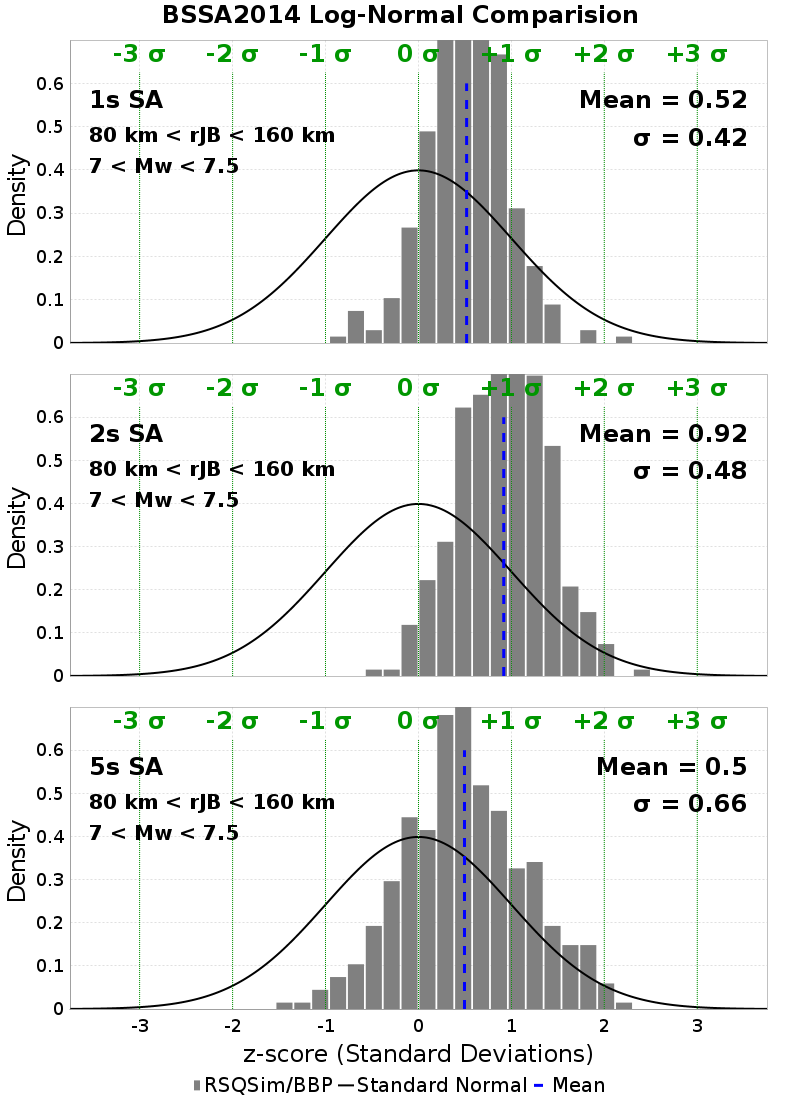 BSSA2014 Log-Normal Comparision
-3 σ -2 σ -1 σ 0 σ +1 σ +2 σ +3 σ
1s SA
80 km < rJB < 160 km
7 < Mw < 7.5
Mean = 0.52
σ = 0.42
Density
0.6
0.5
0.4
0.3
0.2
0.1
0
-3 σ -2 σ -1 σ 0 σ +1 σ +2 σ +3 σ
2s SA
80 km < rJB < 160 km
7 < Mw < 7.5
Mean = 0.92
σ = 0.48
Density
0.6
0.5
0.4
0.3
0.2
0.1
0
-3 σ -2 σ -1 σ 0 σ +1 σ +2 σ +3 σ
5s SA
80 km < rJB < 160 km
7 < Mw < 7.5
Mean = 0.5
σ = 0.66
Density
0.6
0.5
0.4
0.3
0.2
0.1
0
-3 -2 -1 0 1 2 3
z-score (Standard Deviations)
RSQSim/BBP Standard Normal Mean